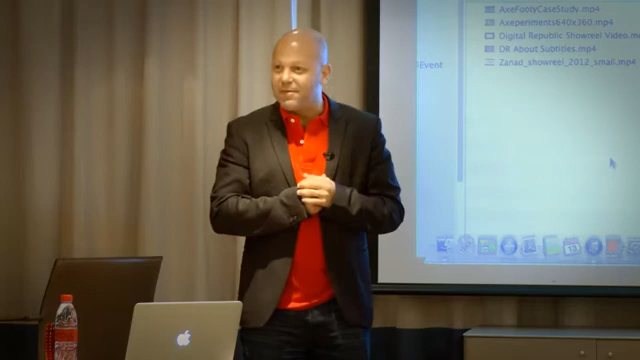 AxeFootyCaseStudy.mp4
Axeperiments640x360.mp4
Digital Republic Showreel Video.m
DR About Subtitles.mp4
Zanad_showreel_2012_small.mp4
Event